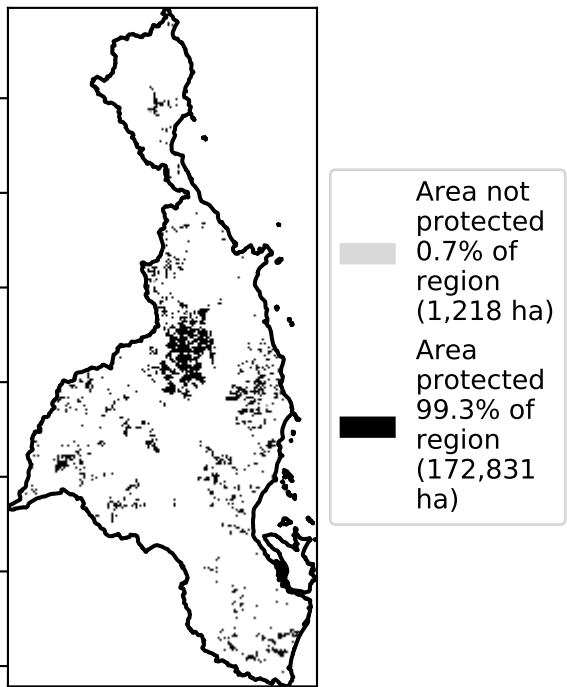 Area not
protected
0.7% of
region
(1,218 ha)
Area
protected
99.3% of
region
(172,831
ha)